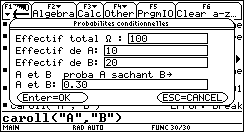 F1 F2 F3 F4 F5 F6
Algebra Calc Other PrgmIO Clear a-z…
Probabilités conditionnelles
Effectif total Ω : 100
Effectif de A: 10
Effectif de B: 20
A et B proba A sachant B→
A et B: 0.30
Enter=OK ESC=CANCEL
caroll("A","B")
MAIN RAD AUTO FUNC 30/30